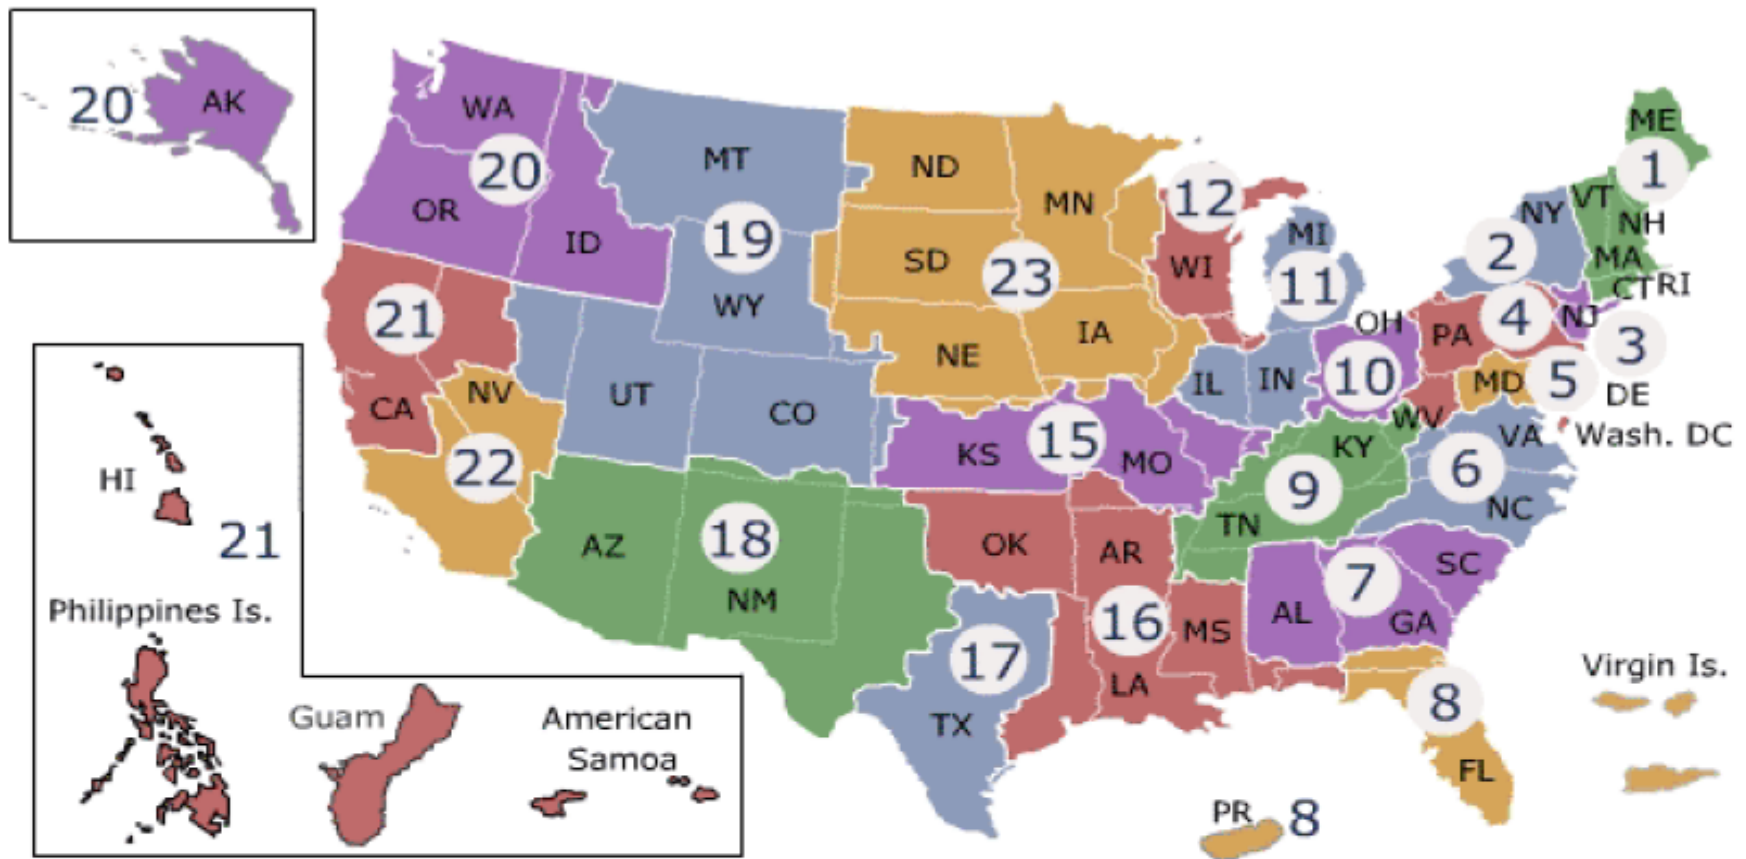 20
AK
WA
20
OR
ID
MT
19
WY
ND
MN
SD
23
NE
IA
12
WI
MI
11
ME
1
VT
NH
NY
2
MA
CT
RI
NJ
3
PA
4
OH
10
MD
5
DE
Wash. DC
WV
VA
6
NC
IL
IN
KY
9
TN
21
CA
NV
22
UT
CO
KS
15
MO
AZ
18
NM
OK
AR
16
MS
LA
17
TX
AL
7
GA
SC
8
FL
PR
8
Virgin Is.
HI
21
Philippines Is.
Guam
American
Samoa